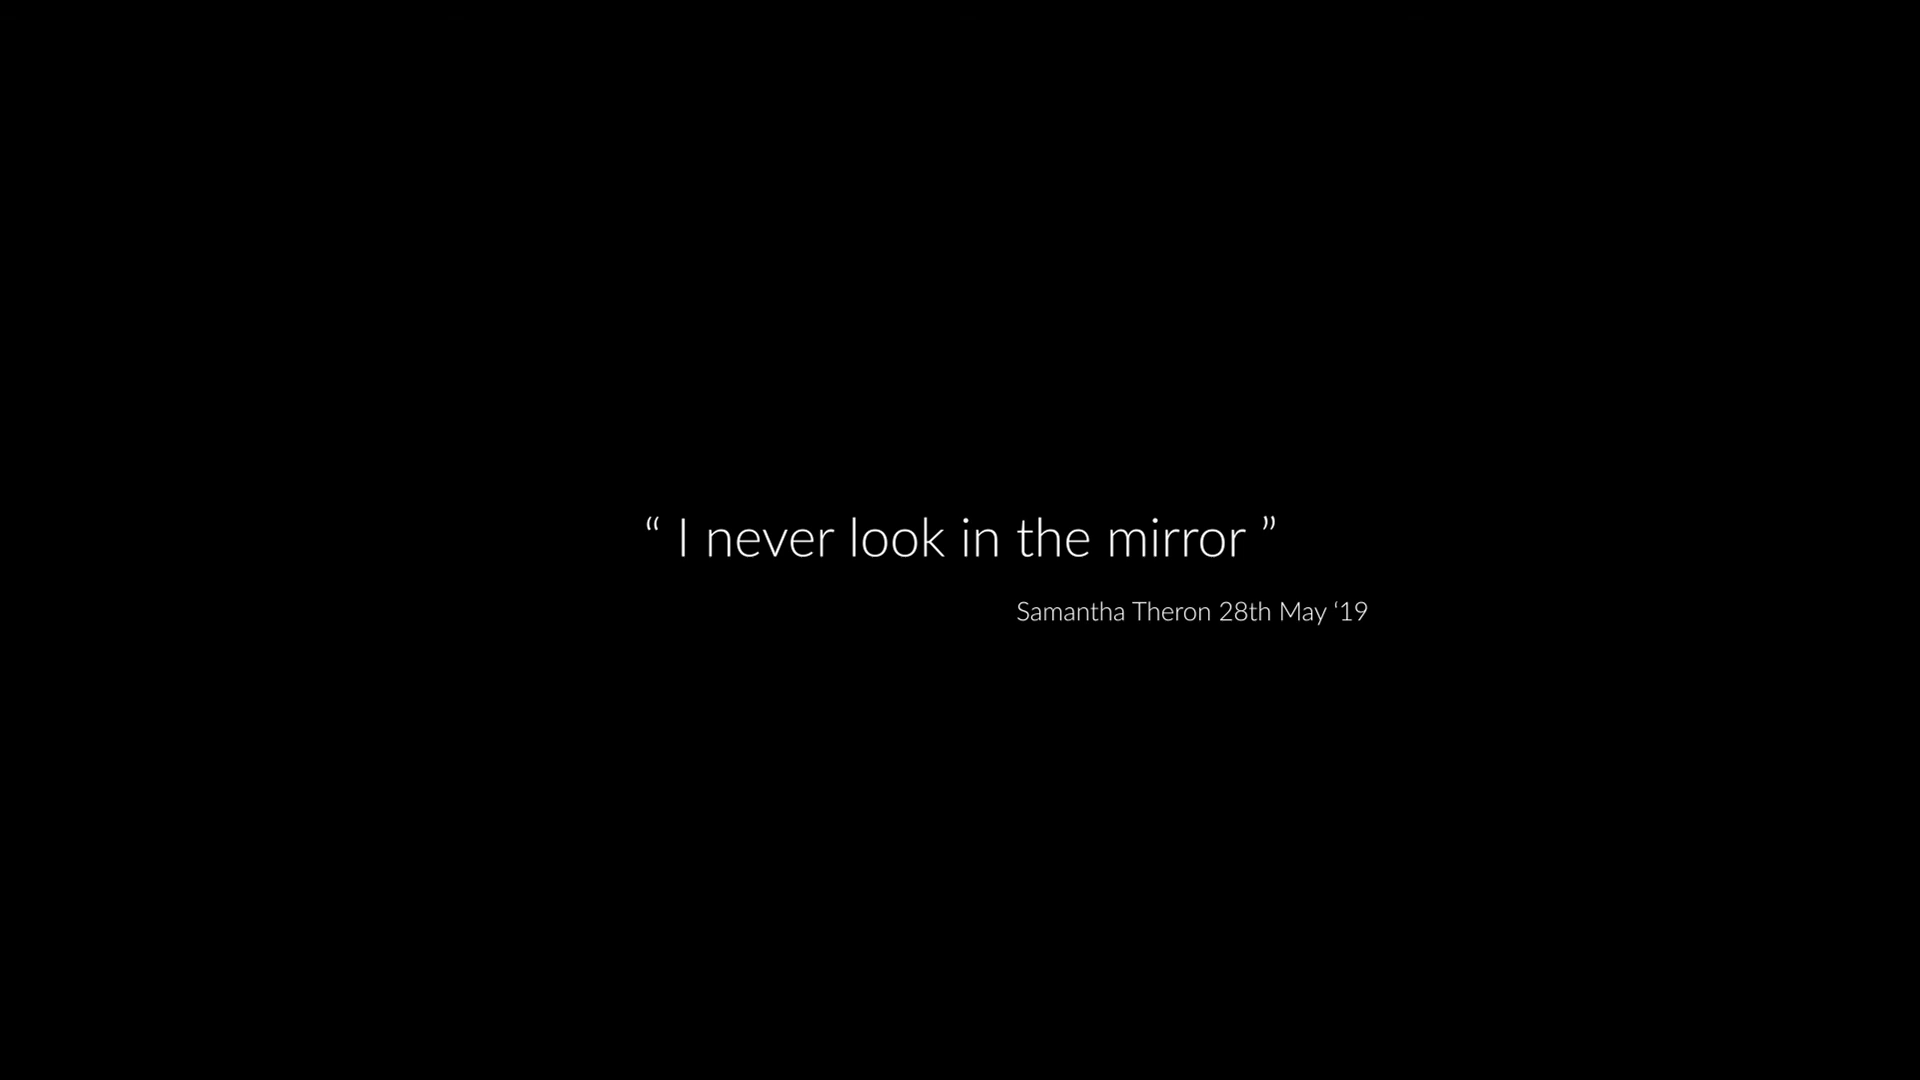 “ I never look in the mirror ”
Samantha Theron 28th May ‘19